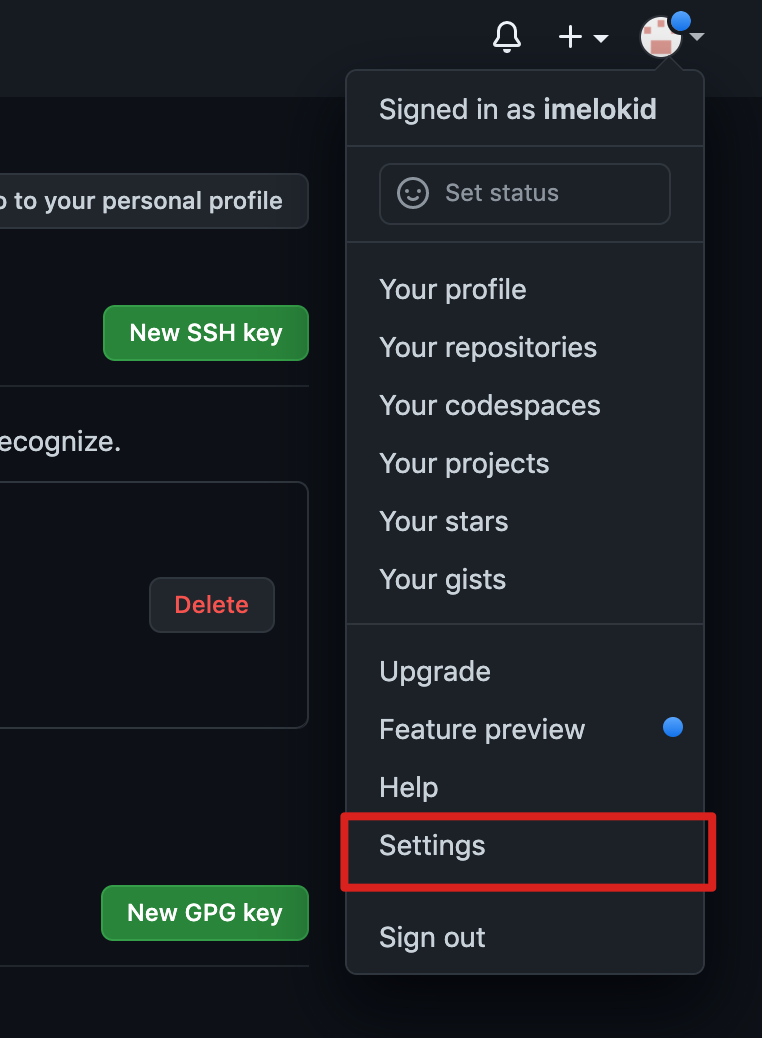 Signed in as imelokid
Set status
to your personal profile
Your profile
New SSH key
Your repositories
Your codespaces
ecognize.
Your projects
Your stars
Your gists
Delete
Upgrade
Feature preview
Help
Settings
New GPG key
Sign out